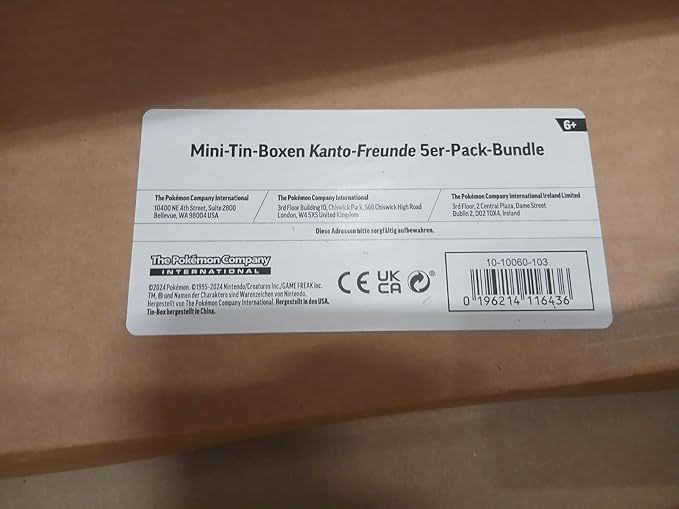 6+
Mini-Tin-Boxen Kanto-Freunde 5er-Pack-Bundle
The Pokémon Company International
10400 NE 4th Street, Suite 2800
Bellevue, WA 98004 USA
The Pokémon Company International
3rd Floor Building 10, Chiswick Park, 566 Chiswick High Road
London, W4 5XS United Kingdom
The Pokémon Company International Ireland Limited
3rd Floor, 2 Central Plaza, Dame Street
Dublin 2, D02 T0X4, Ireland
Diese Adressen bitte sorgfältig aufbewahren.
The Pokémon Company
INTERNATIONAL
©2024 Pokémon. ©1995-2024 Nintendo/Creatures Inc./GAME FREAK inc.
TM, ® und Namen der Charaktere sind Warenzeichen von Nintendo.
Hergestellt von The Pokémon Company International. Hergestellt in den USA.
Tin-Box hergestellt in China.
CE
UK
CA
10-10060-103
0 196214 116436